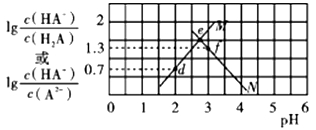 lg c(HA⁻)/c(H₂A)
或
lg c(HA⁻)/c(A²⁻)
2
1.3
0.7
e
M
f
d
N
0 1 2 3 4 5 6
pH